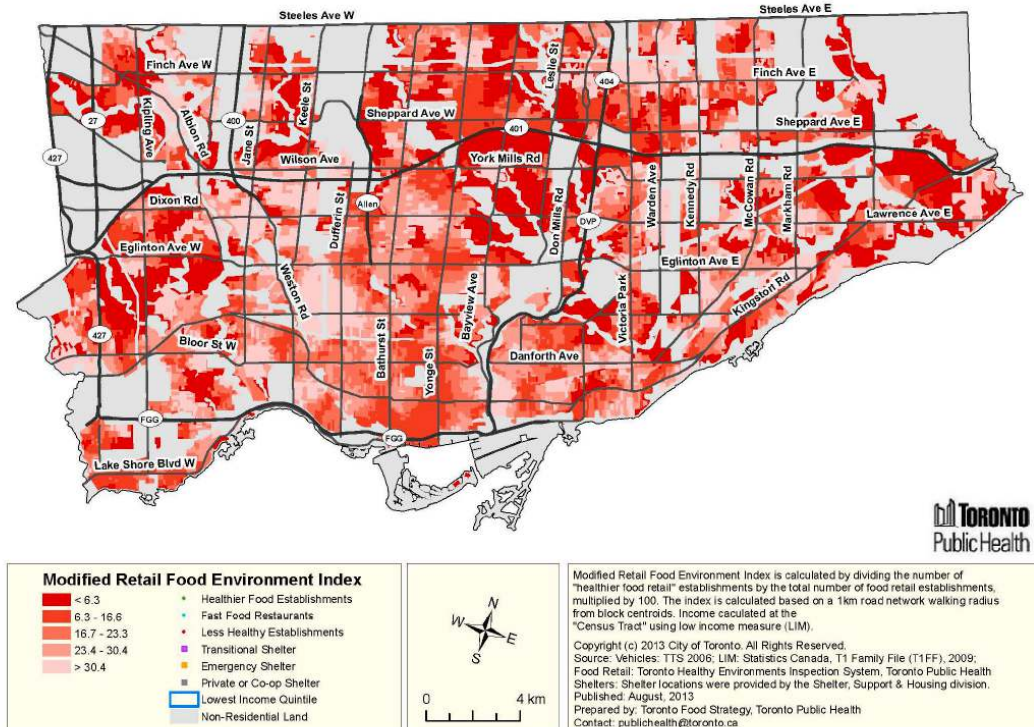 Steeles Ave W
Steeles Ave E
Finch Ave W
Leslie St
404
Finch Ave E
27
Kipling Ave
Albion Rd
400
Jane St
Keele St
Sheppard Ave W
Sheppard Ave E
401
427
Wilson Ave
York Mills Rd
Dixon Rd
Dufferin St
Allen
Don Mills Rd
DVP
Warden Ave
Kennedy Rd
McCowan Rd
Markham Rd
Lawrence Ave E
Eglinton Ave W
Eglinton Ave E
Weston Rd
Bayview Ave
Victoria Park
Kingston Rd
427
Bloor St W
Bathurst St
Yonge St
Danforth Ave
FGG
FGG
Lake Shore Blvd W
TORONTO
Public Health
Modified Retail Food Environment Index
< 6.3
6.3 - 16.6
16.7 - 23.3
23.4 - 30.4
> 30.4
Healthier Food Establishments
Fast Food Restaurants
Less Healthy Establishments
Transitional Shelter
Emergency Shelter
Private or Co-op Shelter
Lowest Income Quintile
Non-Residential Land
N
W
E
S
0 4 km
Modified Retail Food Environment Index is calculated by dividing the number of
"healthier food retail" establishments by the total number of food retail establishments,
multiplied by 100. The index is calculated based on a 1km road network walking radius
from block centroids. Income caculated at the
"Census Tract" using low income measure (LIM).
Copyright (c) 2013 City of Toronto. All Rights Reserved.
Source: Vehicles: TTS 2006; LIM: Statistics Canada, T1 Family File (T1FF), 2009;
Food Retail: Toronto Healthy Environments Inspection System, Toronto Public Health
Shelters: Shelter locations were provided by the Shelter, Support & Housing division.
Published: August, 2013
Prepared by: Toronto Food Strategy, Toronto Public Health
Contact: publichealth@toronto.ca